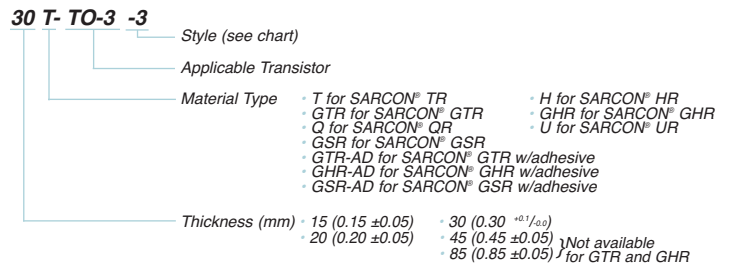 30 T- TO-3 -3
Style (see chart)
Applicable Transistor
Material Type
• T for SARCON® TR
• GTR for SARCON® GTR
• Q for SARCON® QR
• GSR for SARCON® GSR
• GTR-AD for SARCON® GTR w/adhesive
• GHR-AD for SARCON® GHR w/adhesive
• GSR-AD for SARCON® GSR w/adhesive
• H for SARCON® HR
• GHR for SARCON® GHR
• U for SARCON® UR
Thickness (mm)
• 15 (0.15 ±0.05)
• 20 (0.20 ±0.05)
• 30 (0.30 +0.1/-0.0)
• 45 (0.45 ±0.05)
• 85 (0.85 ±0.05)
}Not available
for GTR and GHR